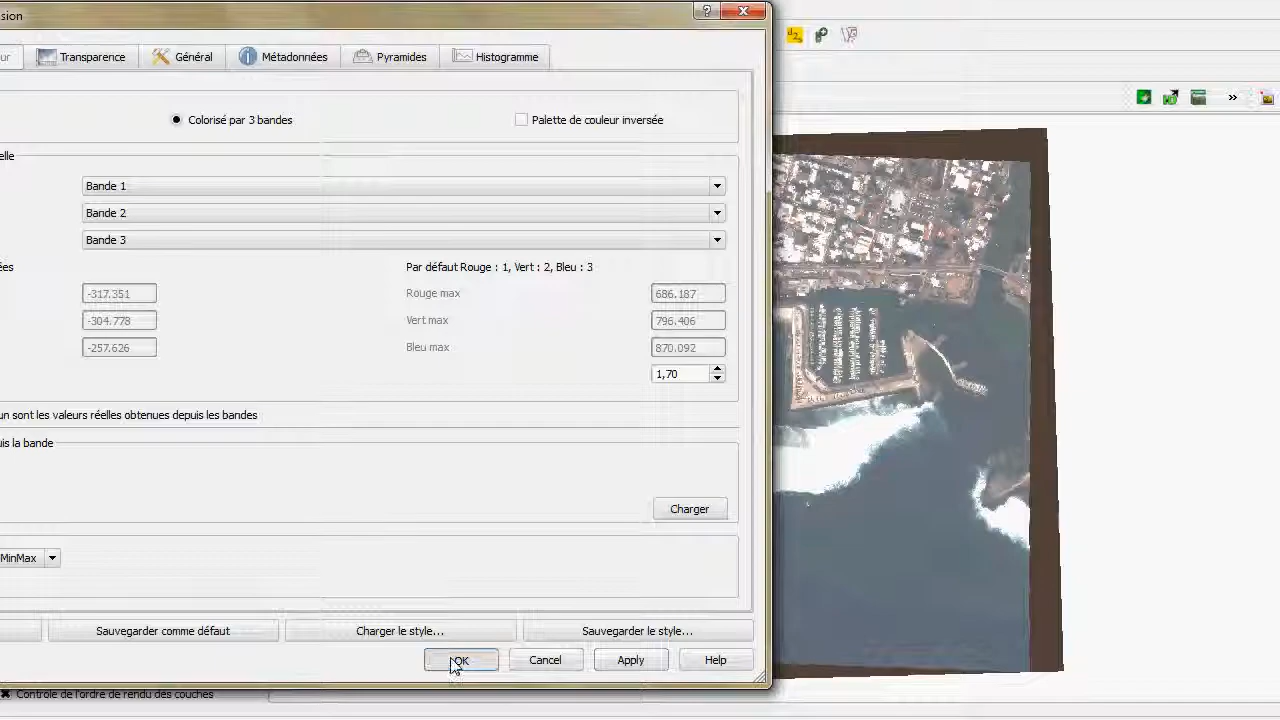 sion
ur Transparence Général Métadonnées Pyramides Histogramme
Colorisé par 3 bandes Palette de couleur inversée
elle
Bande 1
Bande 2
Bande 3
ées Par défaut Rouge : 1, Vert : 2, Bleu : 3
-317.351 Rouge max 686.187
-304.778 Vert max 796.406
-257.626 Bleu max 870.092
1,70
un sont les valeurs réelles obtenues depuis les bandes
uis la bande
Charger
MinMax
Sauvegarder comme défaut Charger le style... Sauvegarder le style...
OK Cancel Apply Help
Controle de l'ordre de rendu des couches